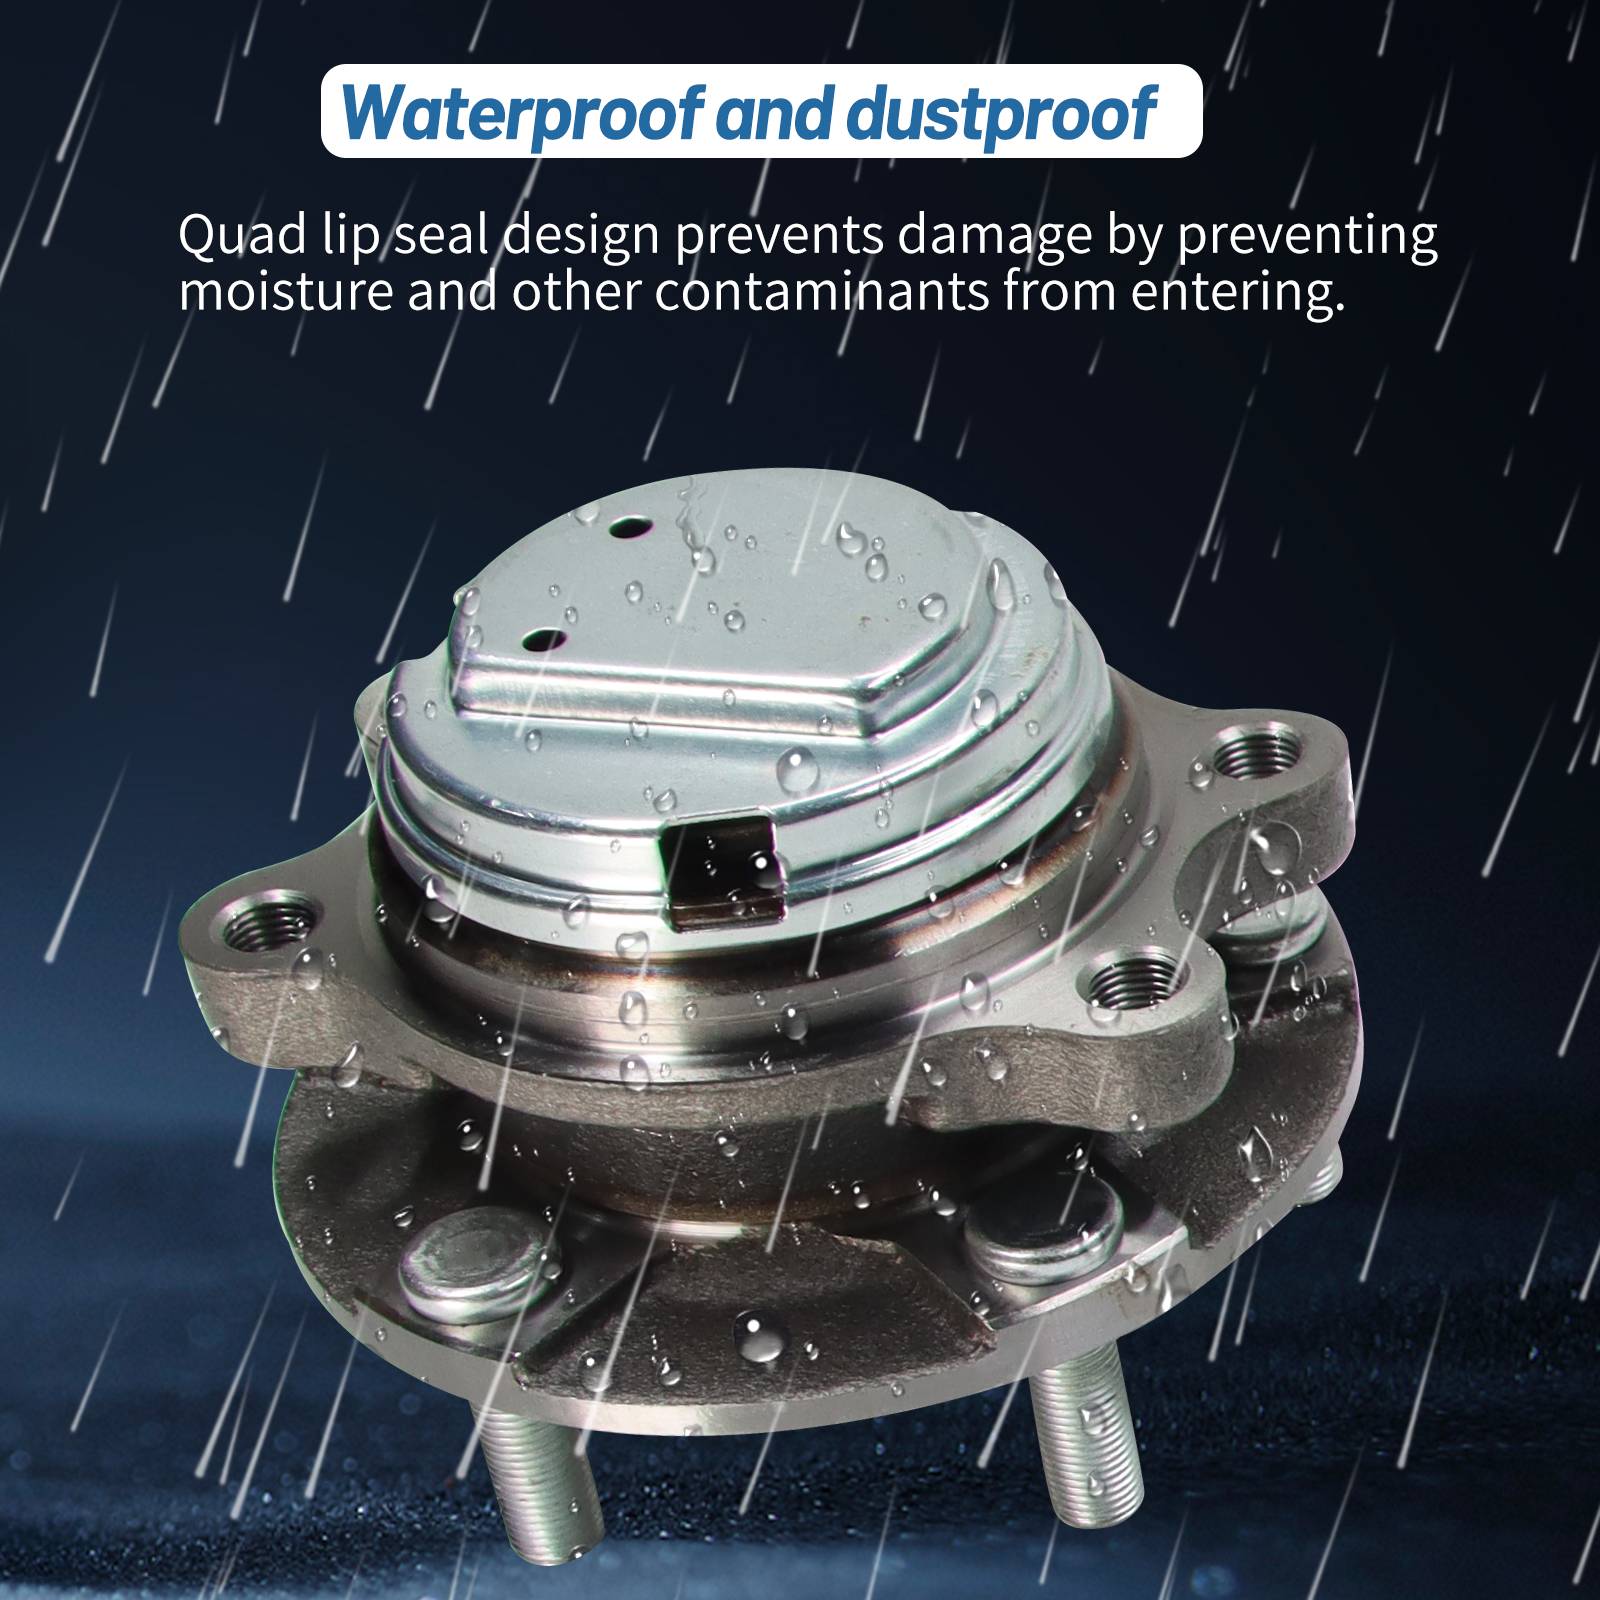 Waterproof and dustproof
Quad lip seal design prevents damage by preventing
moisture and other contaminants from entering.